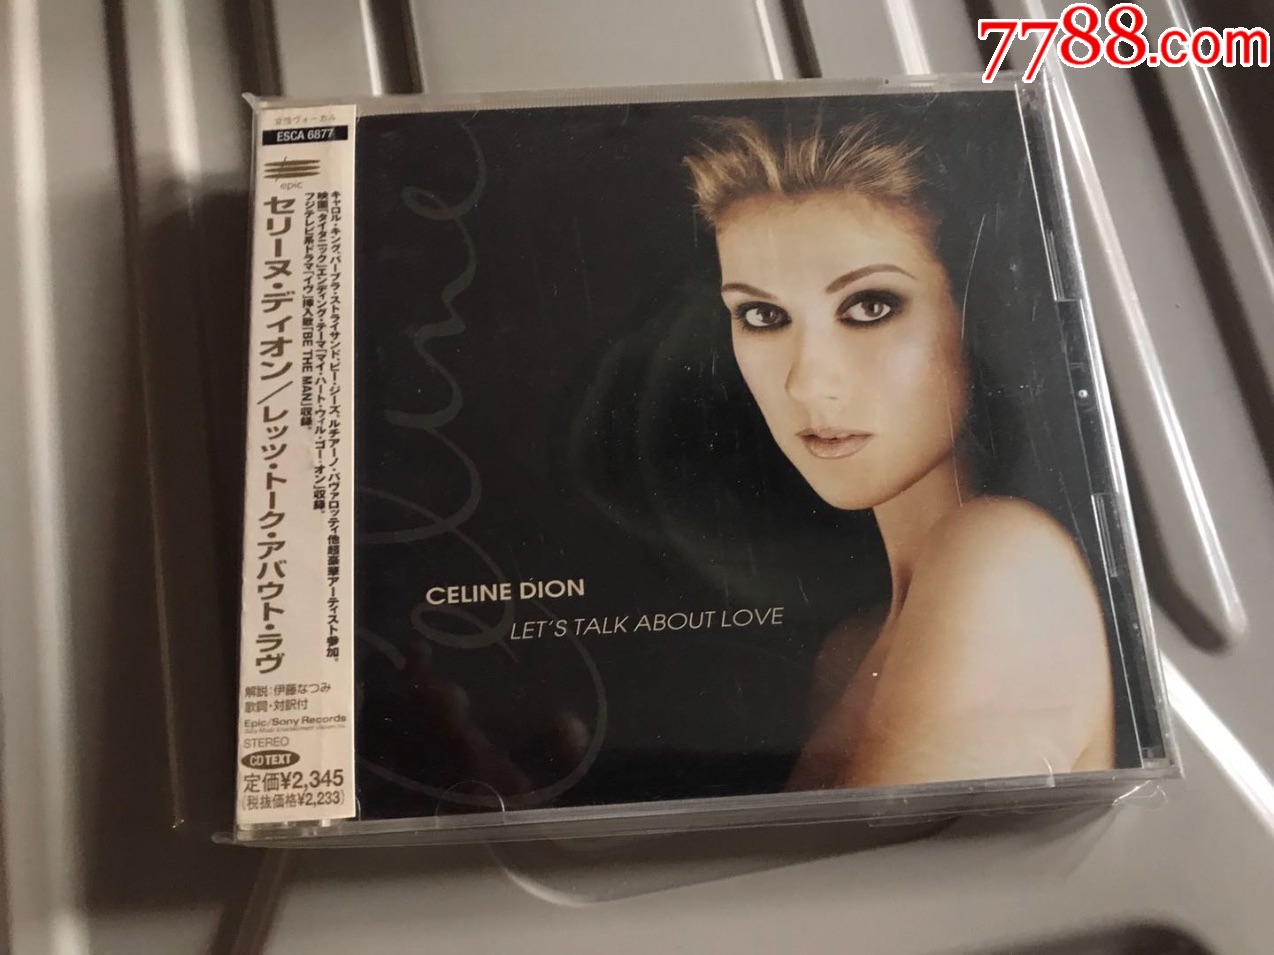 7788.com
女性ヴォーカル
ESCA 6877
epic
セリーヌ・ディオン/レッツ・トーク・アバウト・ラヴ
キャロル・キング、バーブラ・ストライサンド、ビー・ジーズ、ルチアーノ・パヴァロッティ他超豪華アーティスト参加。
映画「タイタニック」エンディング・テーマ「マイ・ハート・ウィル・ゴー・オン」収録。
フジテレビ系ドラマ「イヴ」挿入歌「BE THE MAN」収録。
解説:伊藤なつみ
歌詞・対訳付
Epic/Sony Records
STEREO
CD TEXT
定価¥2,345
(税抜価格¥2,233)
Celine
CELINE DION
LET'S TALK ABOUT LOVE